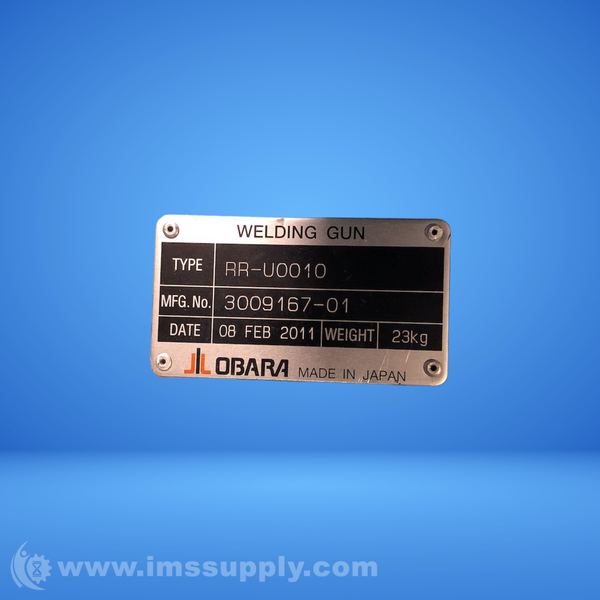 WELDING GUN
TYPE RR-U0010
MFG. No. 3009167-01
DATE 08 FEB 2011 WEIGHT 23kg
OBARA MADE IN JAPAN
www.imssupply.com